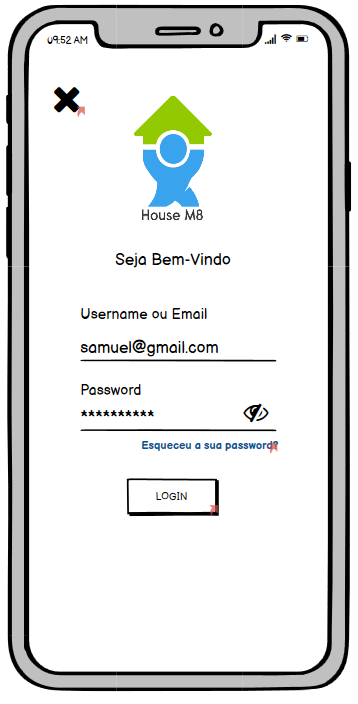 09:52 AM
House M8
Seja Bem-Vindo
Username ou Email
samuel@gmail.com
Password
**********
Esqueceu a sua password?
LOGIN